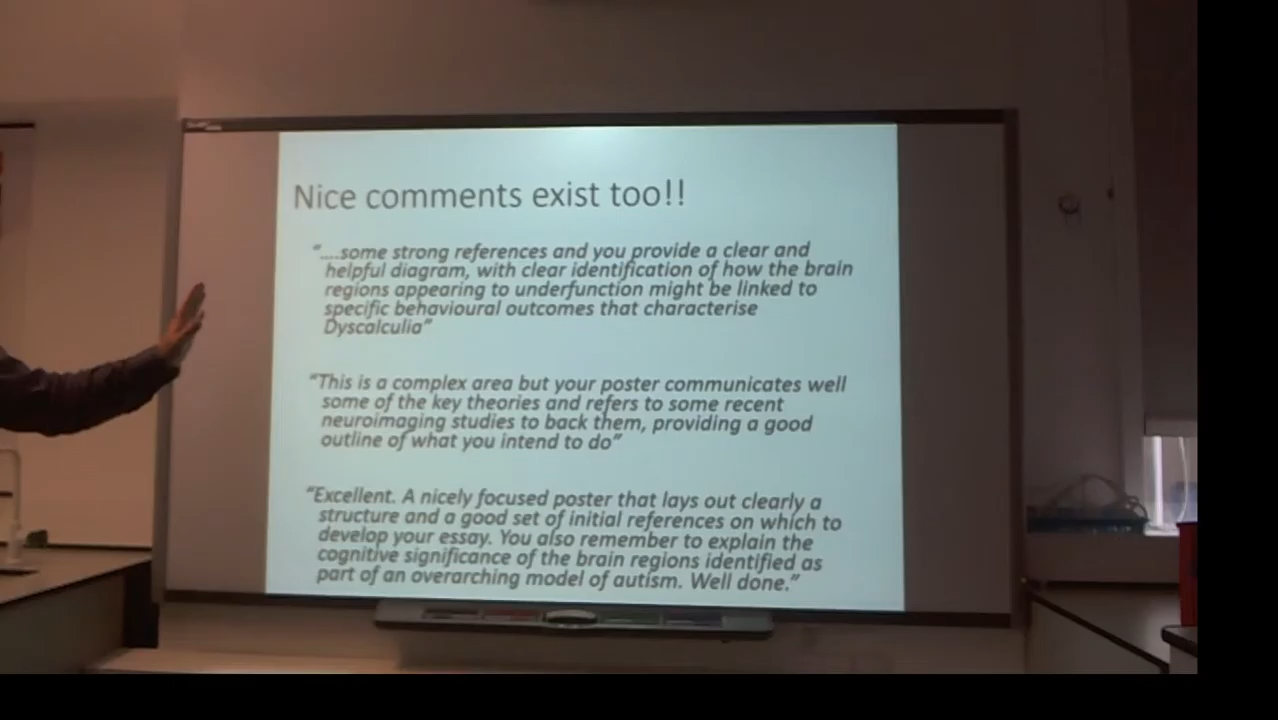 Nice comments exist too!!
"....some strong references and you provide a clear and
helpful diagram, with clear identification of how the brain
regions appearing to underfunction might be linked to
specific behavioural outcomes that characterise
Dyscalculia"
"This is a complex area but your poster communicates well
some of the key theories and refers to some recent
neuroimaging studies to back them, providing a good
outline of what you intend to do"
"Excellent. A nicely focused poster that lays out clearly a
structure and a good set of initial references on which to
develop your essay. You also remember to explain the
cognitive significance of the brain regions identified as
part of an overarching model of autism. Well done."